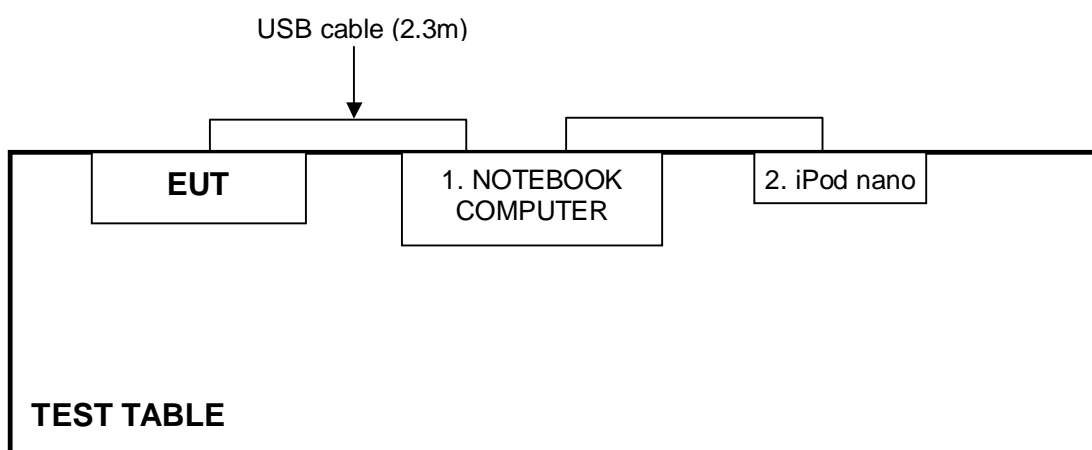 USB cable (2.3m)
EUT
1. NOTEBOOK
COMPUTER
2. iPod nano
TEST TABLE